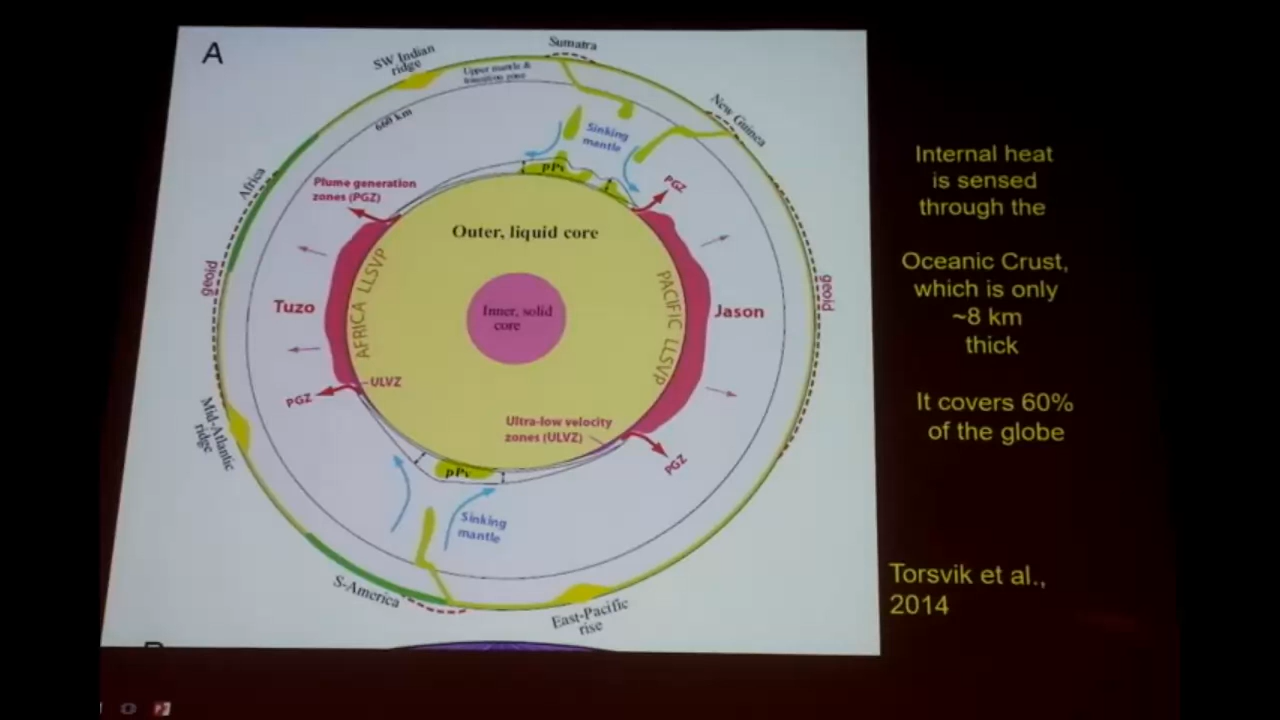 A
SW Indian
ridge
Sumatra
Upper mantle &
transition zone
660 km
New Guinea
Sinking
mantle
pPv
Africa
Plume generation
zones (PGZ)
PGZ
Outer, liquid core
geoid
Tuzo
AFRICA LLSVP
Inner, solid
core
PACIFIC LLSVP
Jason
geoid
ULVZ
PGZ
Mid-Atlantic
ridge
Ultra-low velocity
zones (ULVZ)
PGZ
pPv
Sinking
mantle
S-America
East-Pacific
rise
Internal heat
is sensed
through the
Oceanic Crust,
which is only
~8 km
thick
It covers 60%
of the globe
Torsvik et al.,
2014